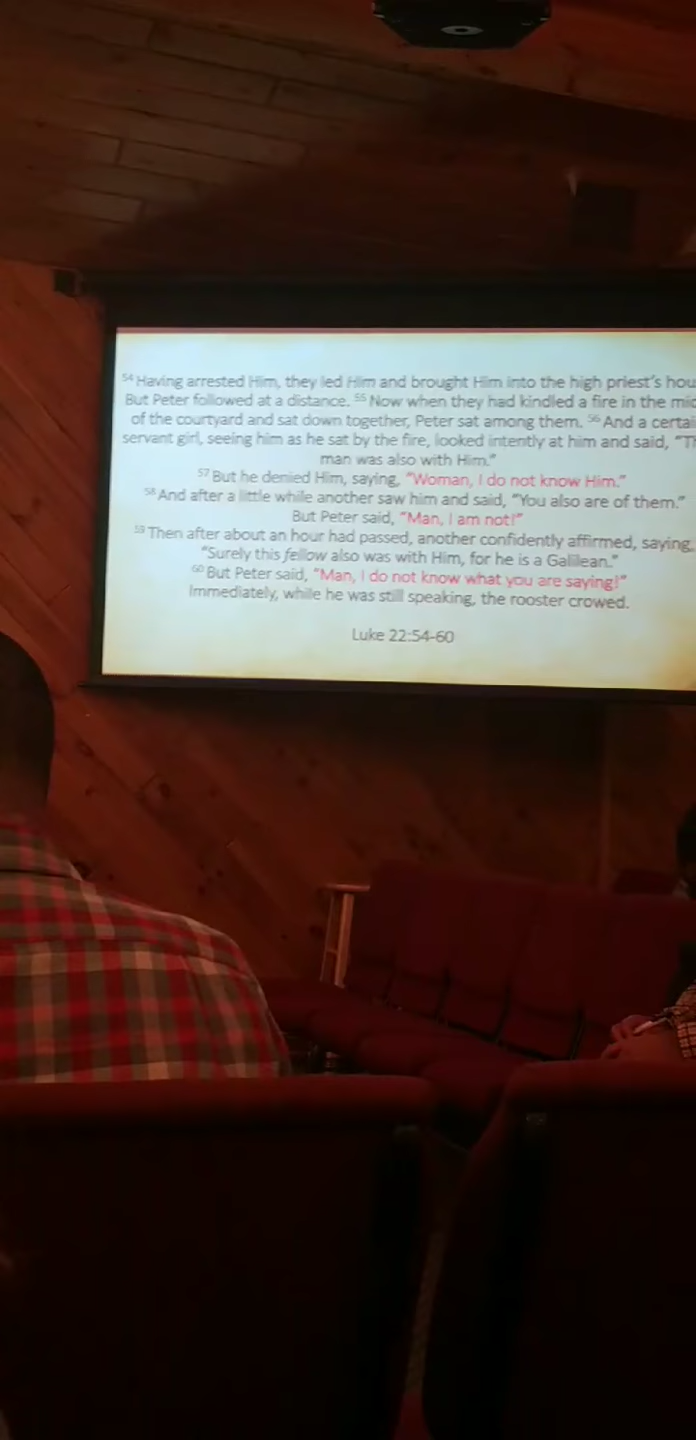 54 Having arrested Him, they led Him and brought Him into the high priest's hou
But Peter followed at a distance. 55 Now when they had kindled a fire in the mid
of the courtyard and sat down together, Peter sat among them. 56 And a certai
servant girl, seeing him as he sat by the fire, looked intently at him and said, "Th
man was also with Him."
57 But he denied Him, saying, "Woman, I do not know Him."
58 And after a little while another saw him and said, "You also are of them."
But Peter said, "Man, I am not!"
59 Then after about an hour had passed, another confidently affirmed, saying,
"Surely this fellow also was with Him, for he is a Galilean."
60 But Peter said, "Man, I do not know what you are saying!"
Immediately, while he was still speaking, the rooster crowed.
Luke 22:54-60